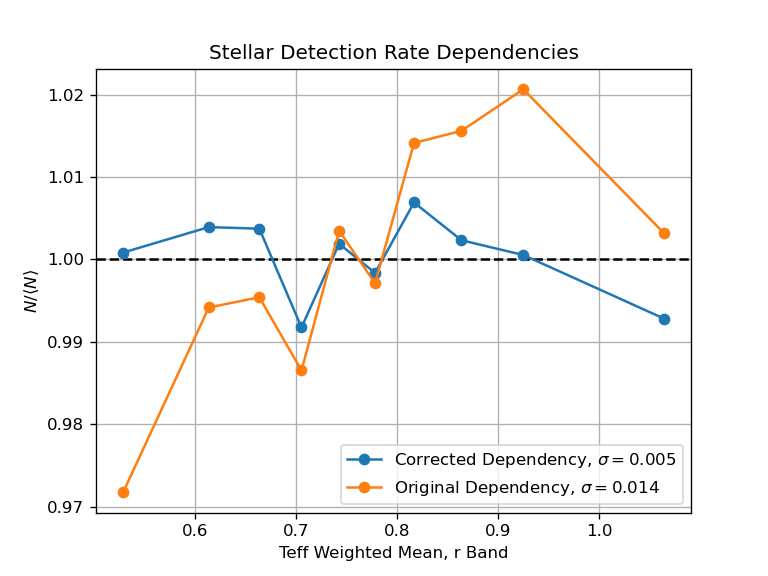 Stellar Detection Rate Dependencies
1.02
1.01
1.00
0.99
0.98
0.97
N/⟨N⟩
Corrected Dependency, σ = 0.005
Original Dependency, σ = 0.014
0.6 0.7 0.8 0.9 1.0
Teff Weighted Mean, r Band